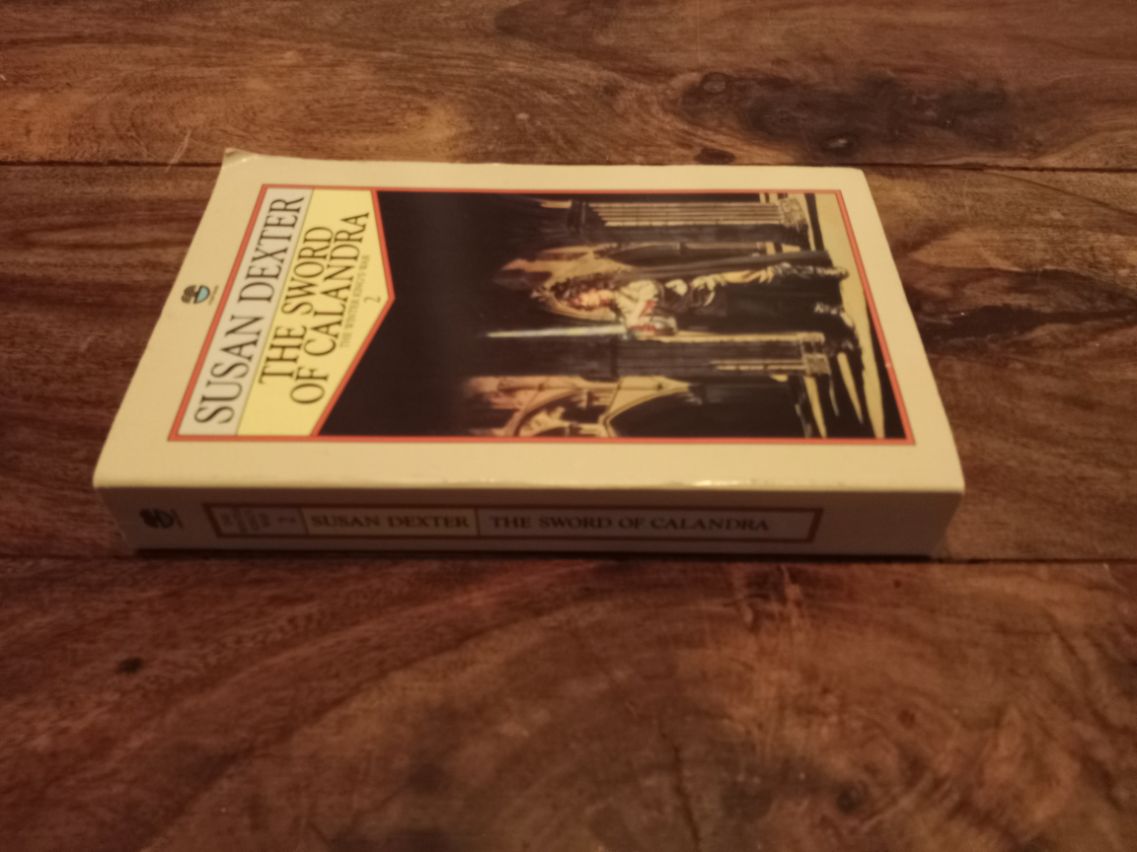 SUSAN DEXTER
THE SWORD
OF CALANDRA
THE WINTER KING'S WAR
2
SUSAN DEXTER
THE SWORD OF CALANDRA